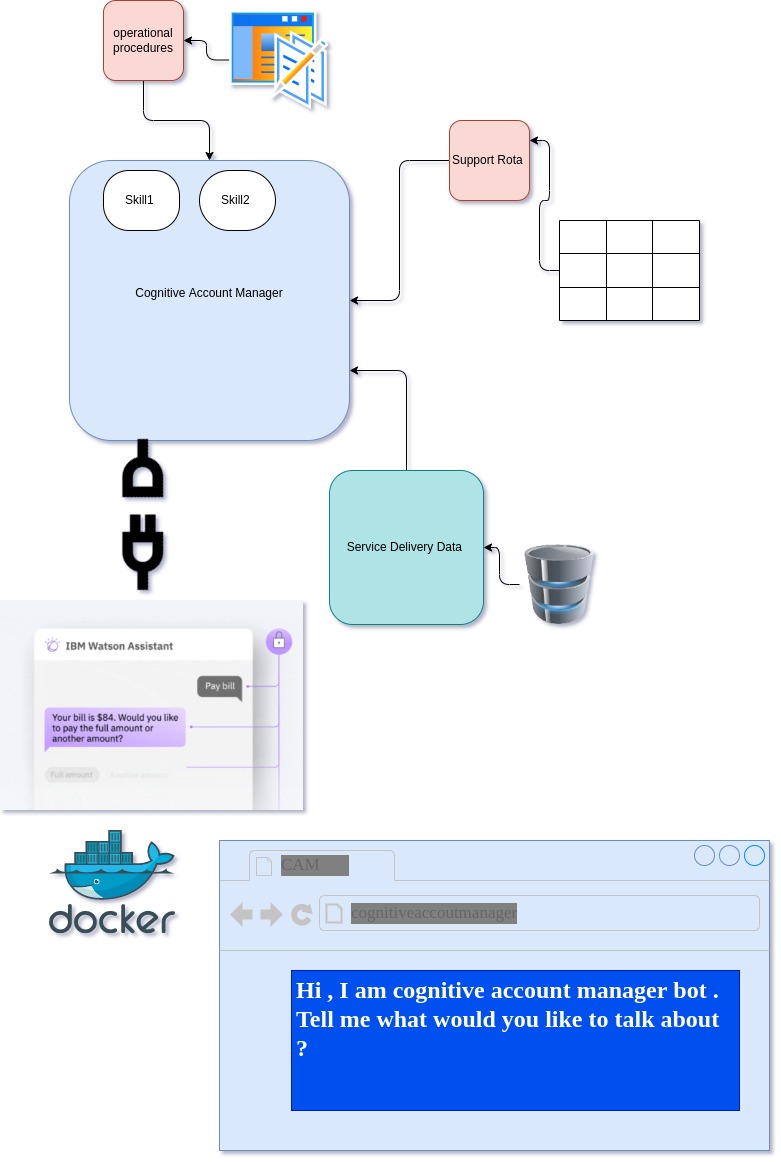 operational
procedures
Support Rota
Skill1
Skill2
Cognitive Account Manager
Service Delivery Data
IBM Watson Assistant
Pay bill
Your bill is $84. Would you like
to pay the full amount or
another amount?
Full amount
Another amount
docker
CAM
cognitiveaccoutmanager
Hi , I am cognitive account manager bot .
Tell me what would you like to talk about
?